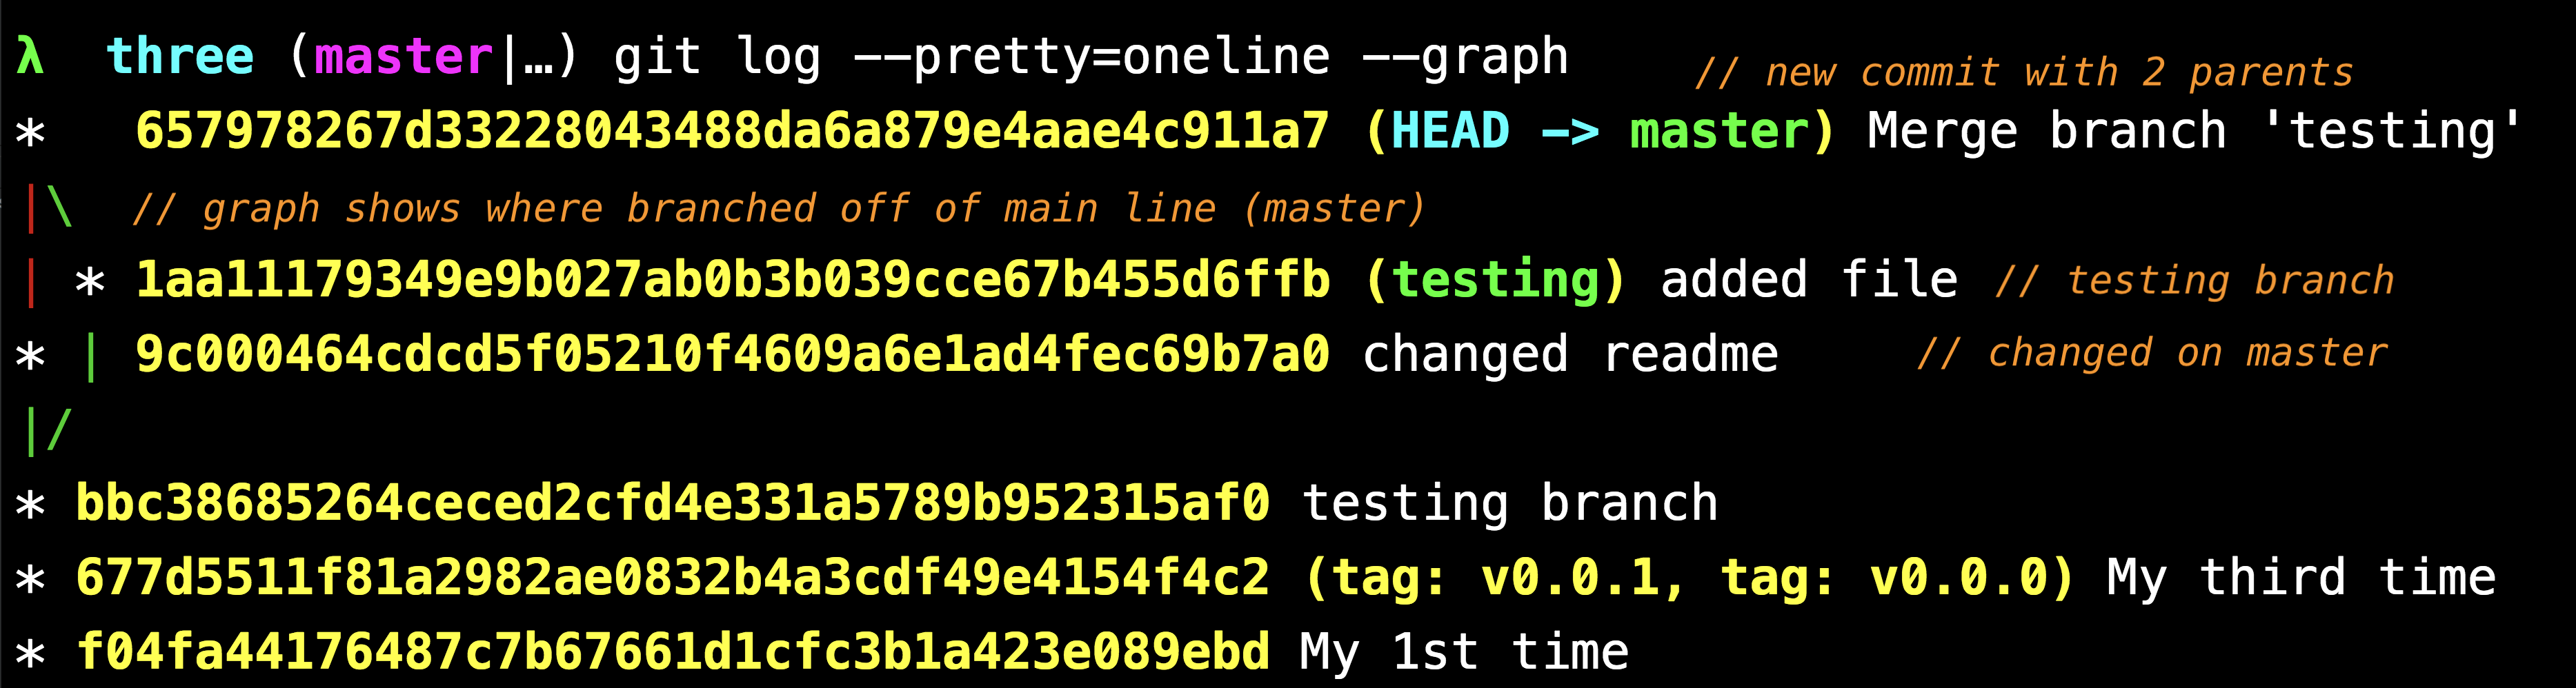 λ  three (master|…) git log --pretty=oneline --graph // new commit with 2 parents
*   657978267d33228043488da6a879e4aae4c911a7 (HEAD -> master) Merge branch 'testing'
|\  // graph shows where branched off of main line (master)
| * 1aa11179349e9b027ab0b3b039cce67b455d6ffb (testing) added file // testing branch
* | 9c000464cdcd5f05210f4609a6e1ad4fec69b7a0 changed readme // changed on master
|/
* bbc38685264ceced2cfd4e331a5789b952315af0 testing branch
* 677d5511f81a2982ae0832b4a3cdf49e4154f4c2 (tag: v0.0.1, tag: v0.0.0) My third time
* f04fa44176487c7b67661d1cfc3b1a423e089ebd My 1st time